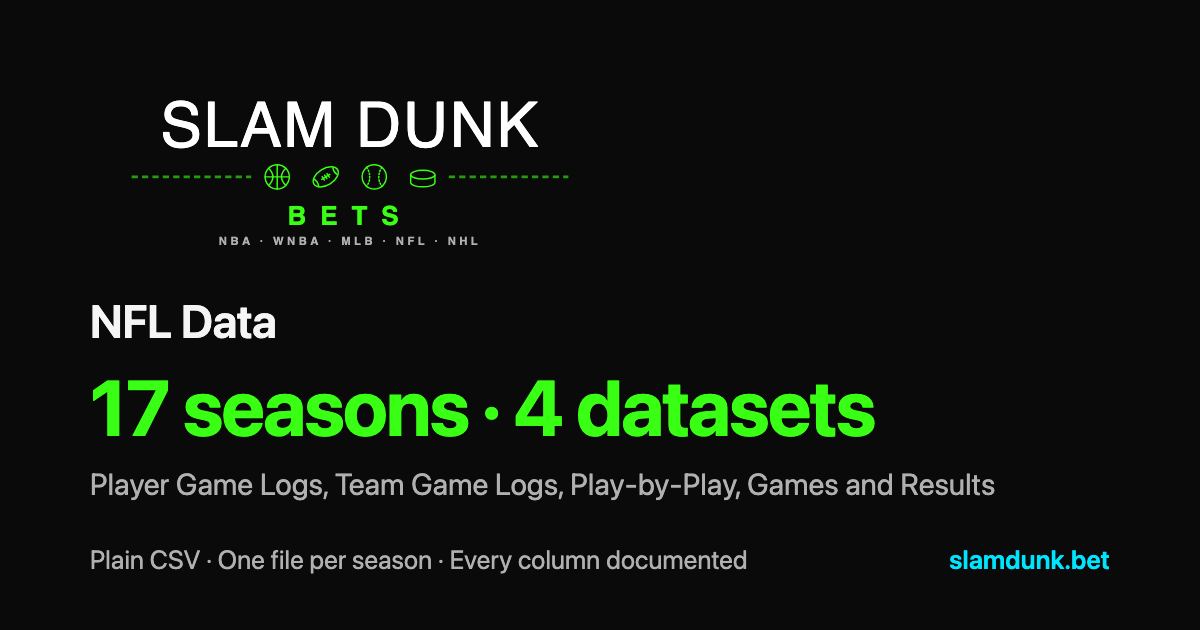 SLAM DUNK
BETS
NBA · WNBA · MLB · NFL · NHL
NFL Data
17 seasons · 4 datasets
Player Game Logs, Team Game Logs, Play-by-Play, Games and Results
Plain CSV · One file per season · Every column documented
slamdunk.bet